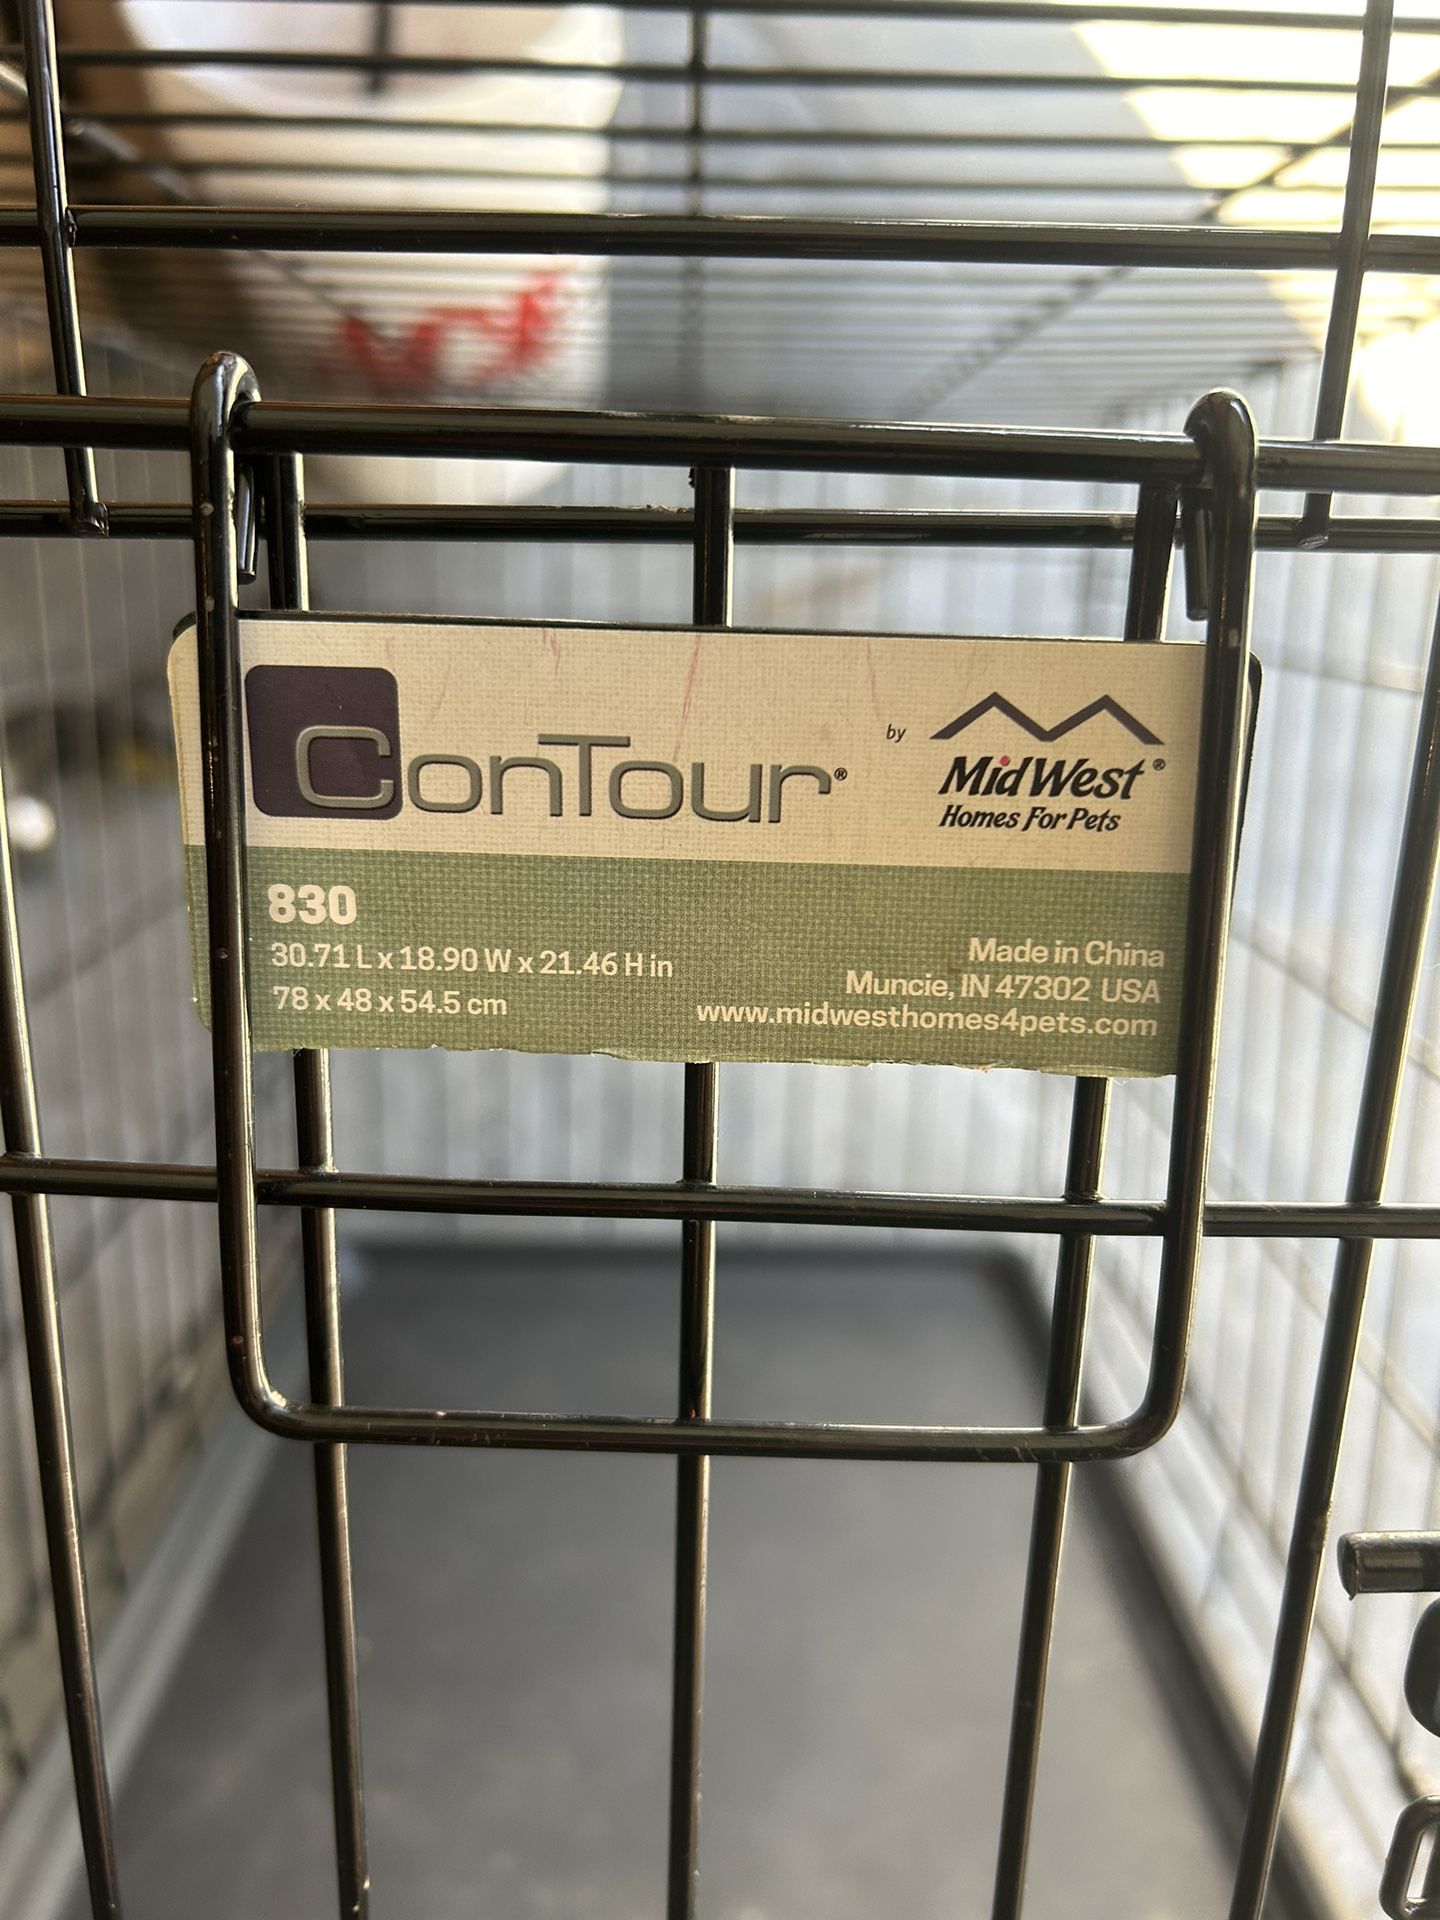 ConTour®
by
MidWest®
Homes For Pets
830
30.71 L x 18.90 W x 21.46 H in
78 x 48 x 54.5 cm
Made in China
Muncie, IN 47302 USA
www.midwesthomes4pets.com